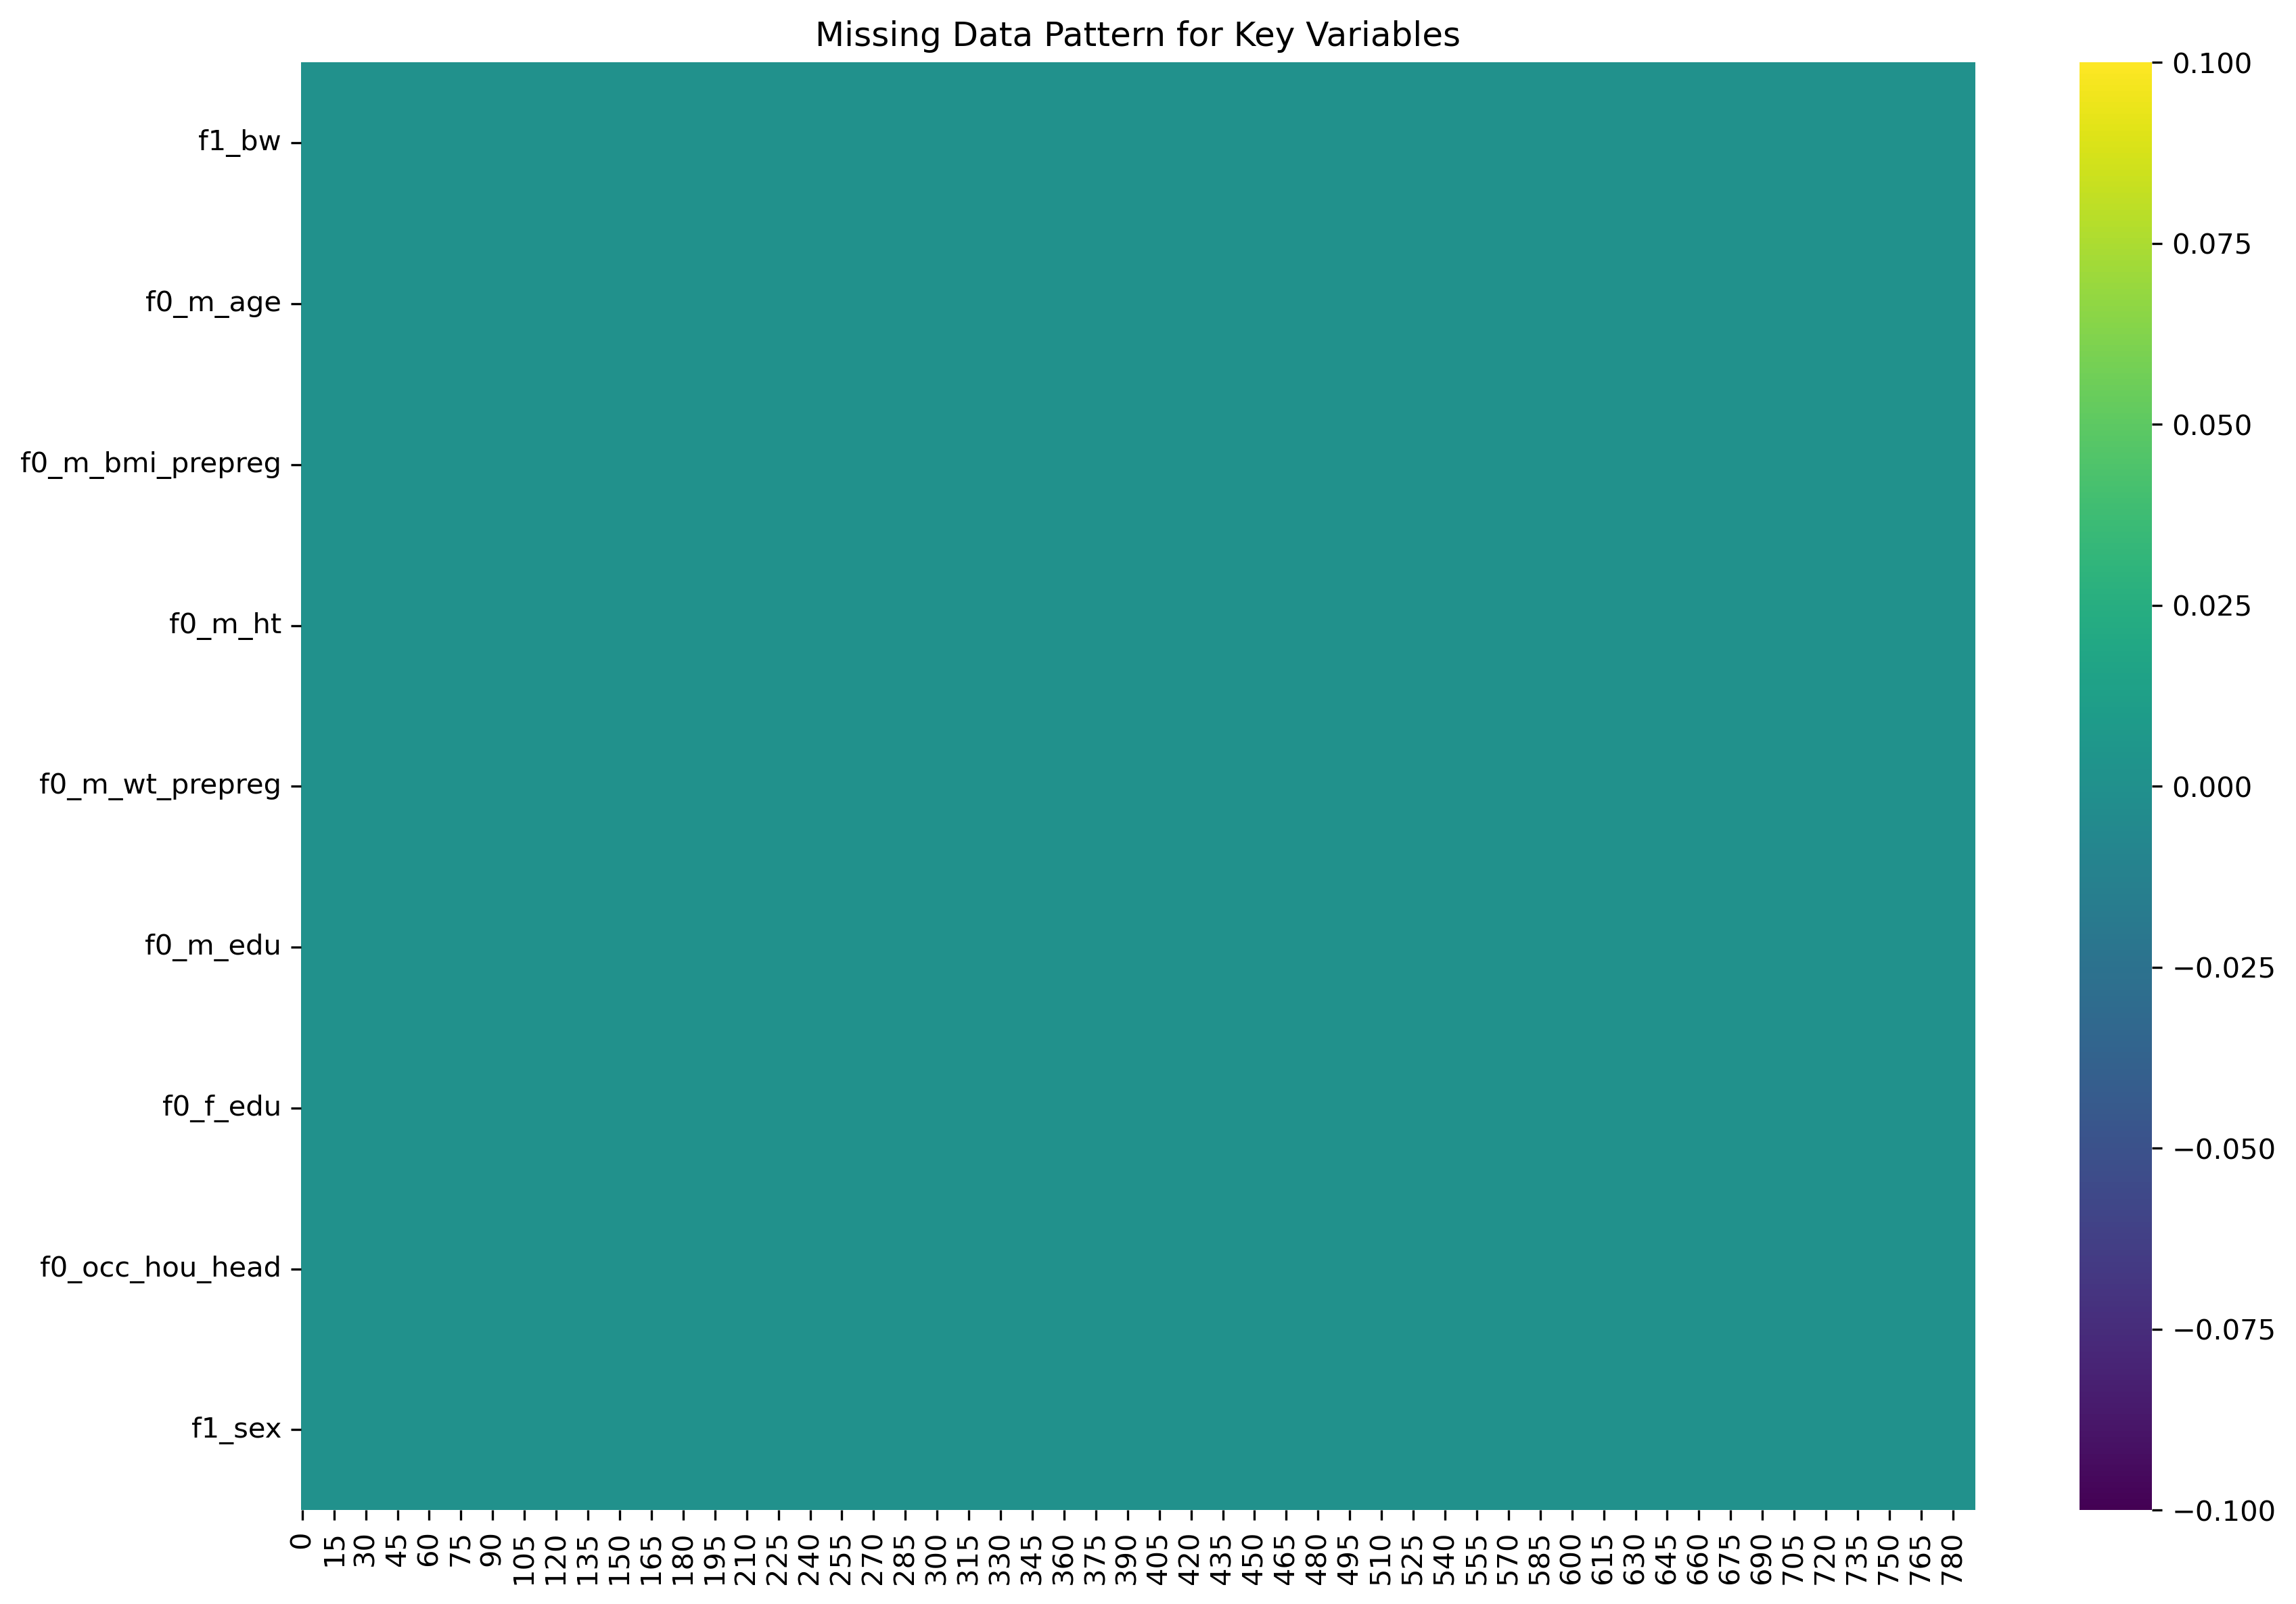 Missing Data Pattern for Key Variables
f1_bw
f0_m_age
f0_m_bmi_prepreg
f0_m_ht
f0_m_wt_prepreg
f0_m_edu
f0_f_edu
f0_occ_hou_head
f1_sex
0 15 30 45 60 75 90 105 120 135 150 165 180 195 210 225 240 255 270 285 300 315 330 345 360 375 390 405 420 435 450 465 480 495 510 525 540 555 570 585 600 615 630 645 660 675 690 705 720 735 750 765 780
0.100
0.075
0.050
0.025
0.000
−0.025
−0.050
−0.075
−0.100